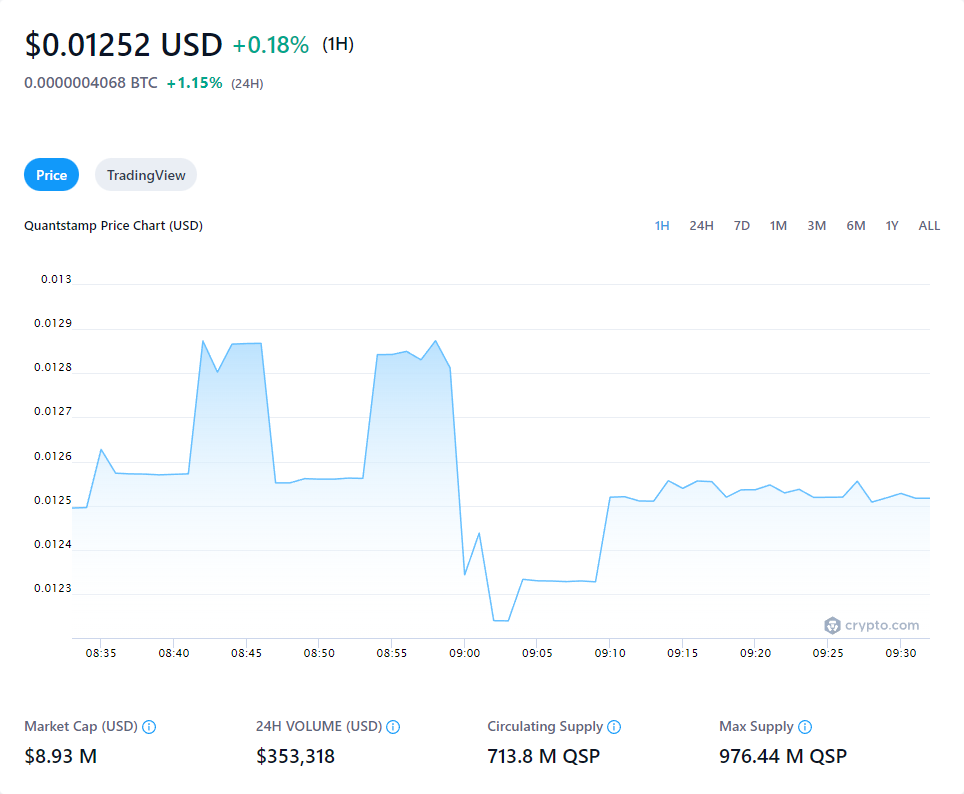 $0.01252 USD +0.18% (1H)
0.0000004068 BTC +1.15% (24H)
Price TradingView
Quantstamp Price Chart (USD) 1H 24H 7D 1M 3M 6M 1Y ALL
0.013
0.0129
0.0128
0.0127
0.0126
0.0125
0.0124
0.0123
crypto.com
08:35 08:40 08:45 08:50 08:55 09:00 09:05 09:10 09:15 09:20 09:25 09:30
Market Cap (USD) 24H VOLUME (USD) Circulating Supply Max Supply
$8.93 M $353,318 713.8 M QSP 976.44 M QSP